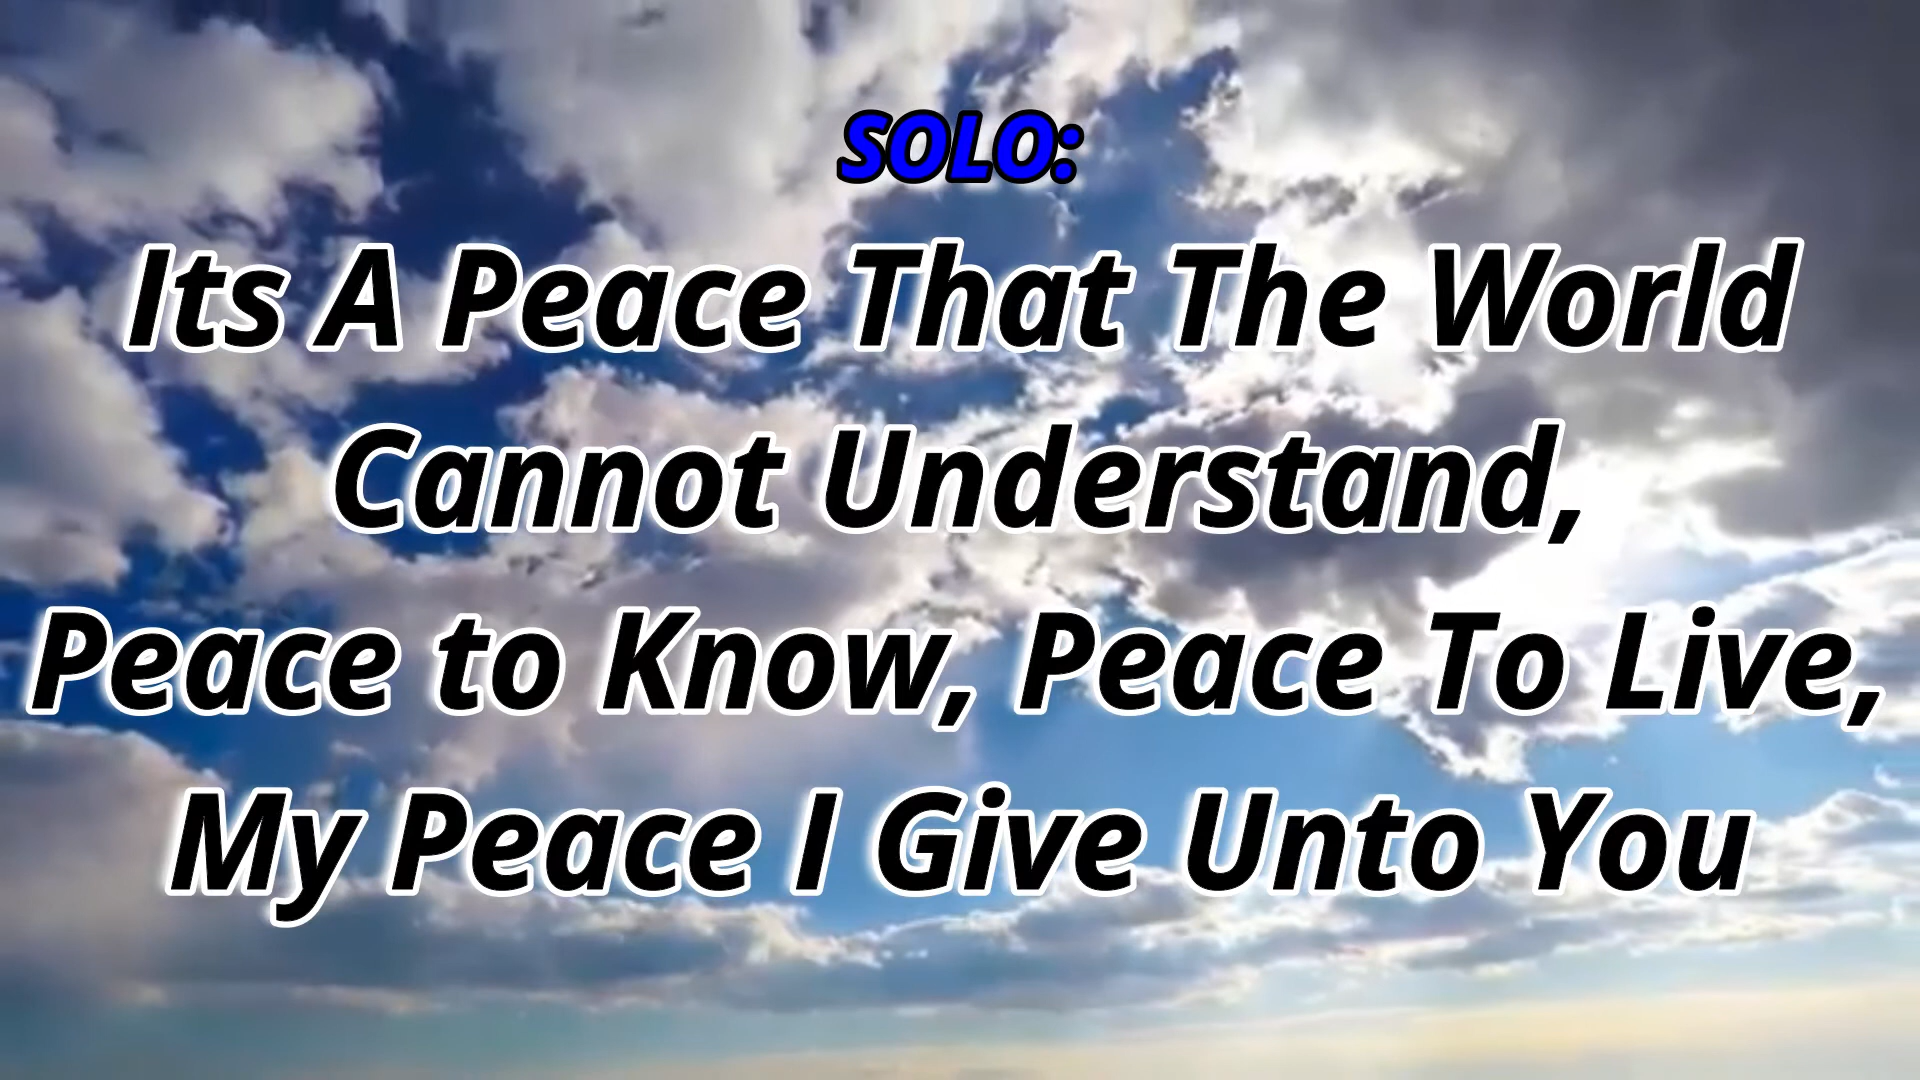 SOLO:
Its A Peace That The World
Cannot Understand,
Peace to Know, Peace To Live,
My Peace I Give Unto You